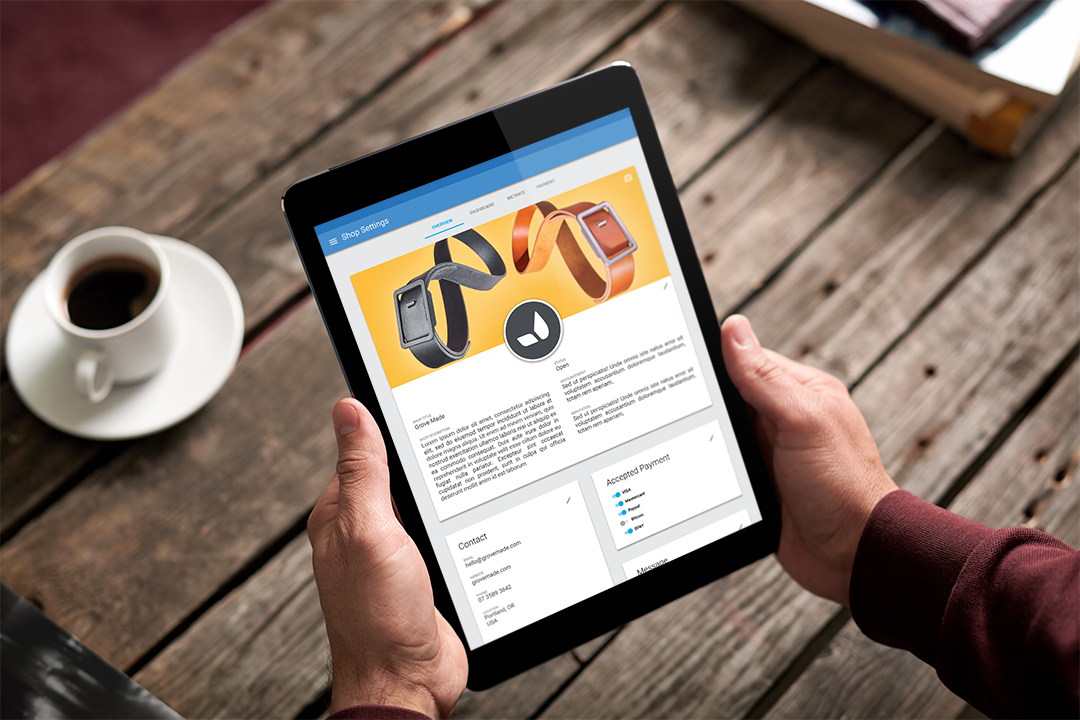 Shop Settings
OVERVIEW
DASHBOARD
METRICS
PAYMENT
SHOP TITLE
Grove Made
SHOP DESCRIPTION
Lorem ipsum dolor sit amet, consectetur adipiscing
elit, sed do eiusmod tempor incididunt ut labore et
dolore magna aliqua. Ut enim ad minim veniam, quis
nostrud exercitation ullamco laboris nisi ut aliquip ex
ea commodo consequat. Duis aute irure dolor in
reprehenderit in voluptate velit esse cillum dolore eu
fugiat nulla pariatur. Excepteur sint occaecat
cupidatat non proident, sunt in culpa qui officia
deserunt mollit anim id est laborum
STATUS
Open
ANNOUNCEMENT
Sed ut perspiciatis! Unde omnis iste natus error sit
voluptatem accusantium doloremque laudantium,
totam rem aperiam.
Sed ut perspiciatis! Unde omnis iste natus error sit
voluptatem accusantium doloremque laudantium,
totam rem aperiam.
Contact
EMAIL
hello@grovemade.com
WEBSITE
grovemade.com
PHONE
07 3589 3642
LOCATION
Portland, OR
USA
Accepted Payment
VISA
Mastercard
Paypal
Bitcoin
Message